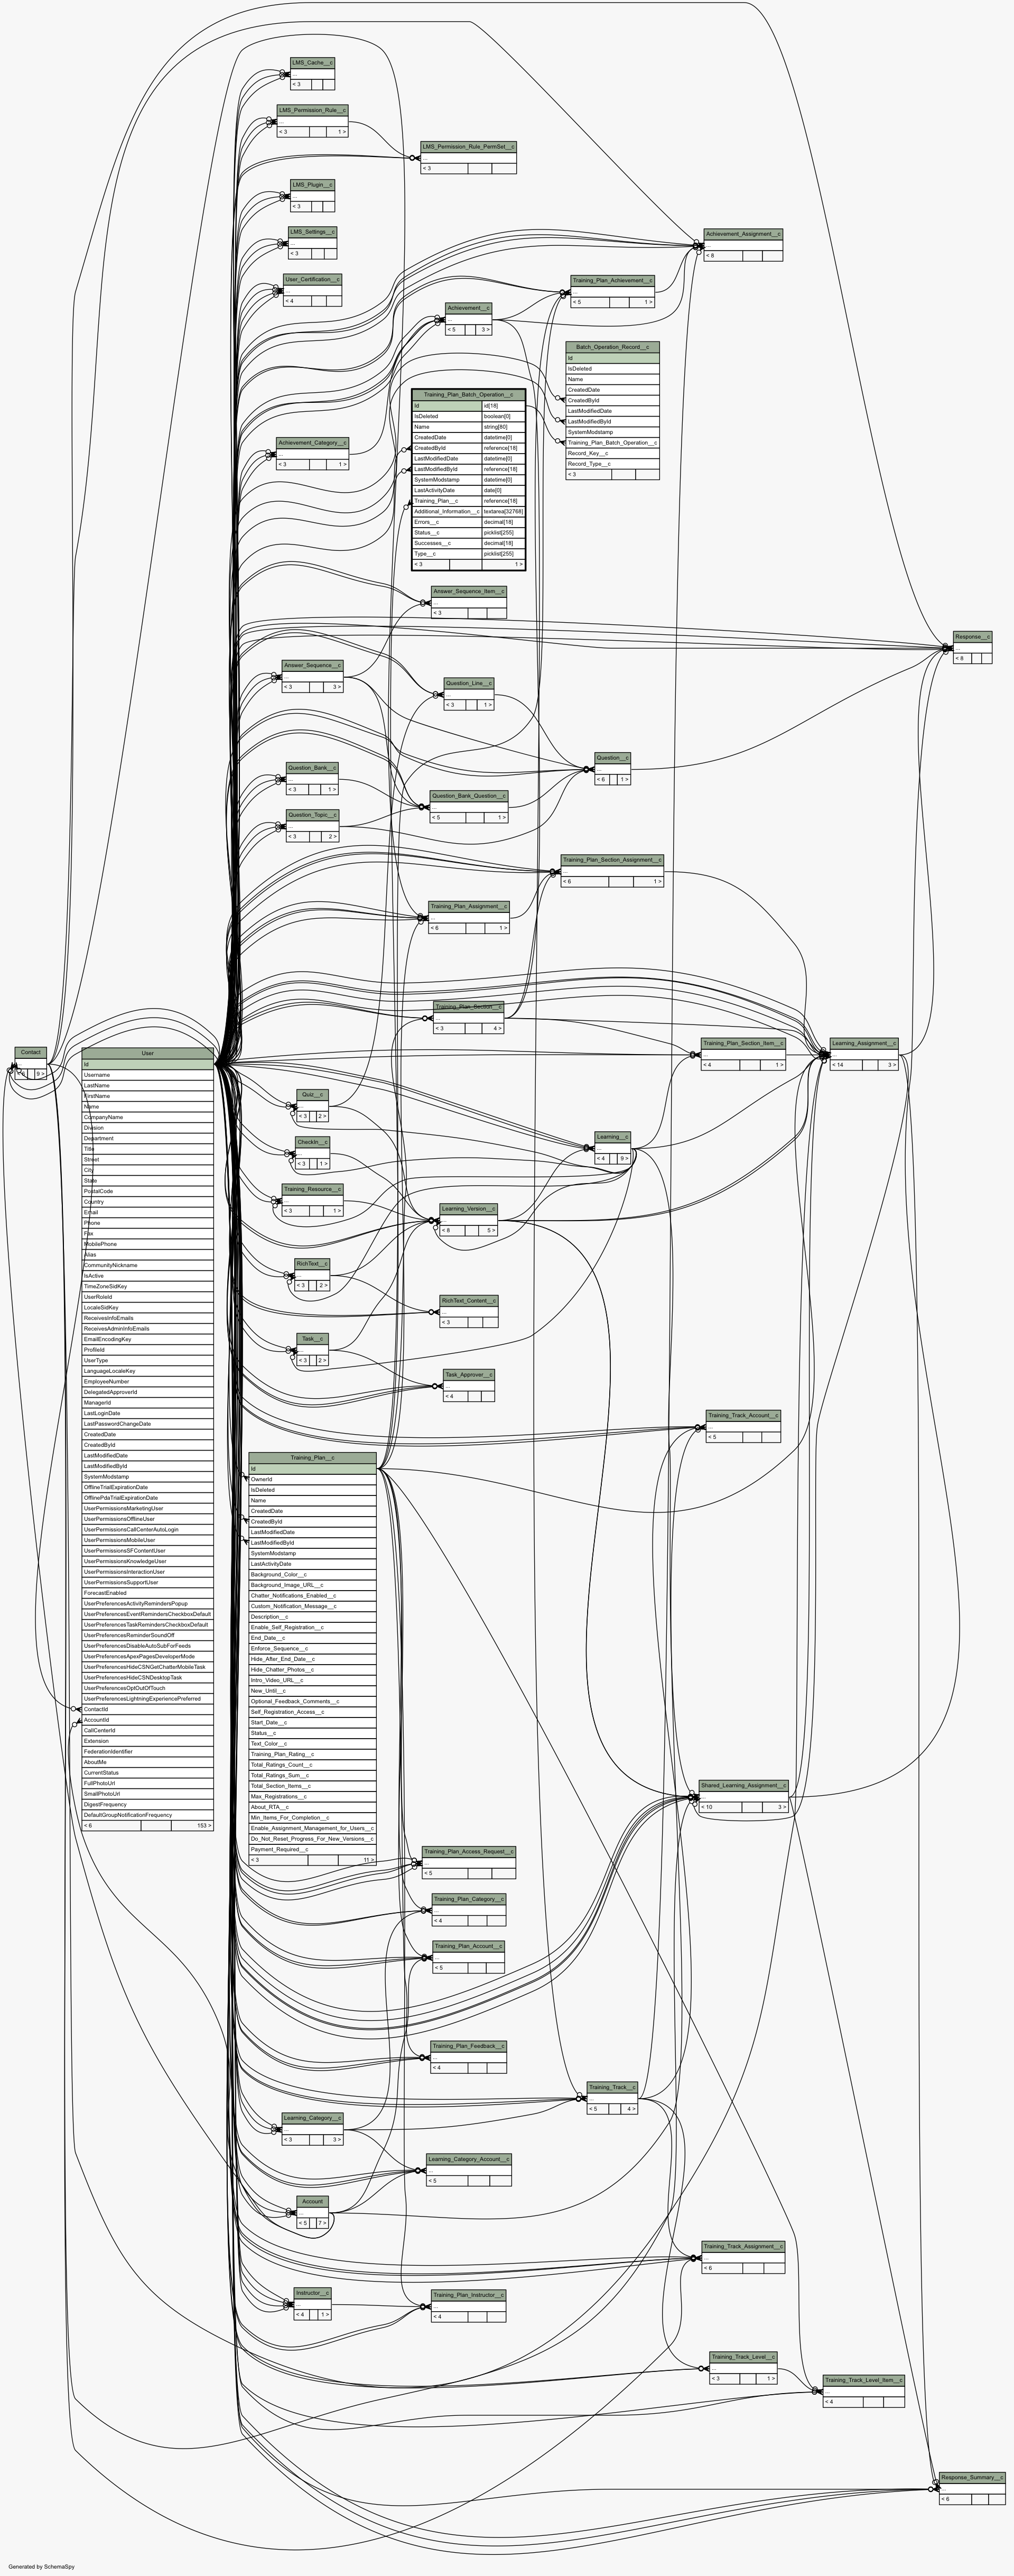 LMS_Cache__c
...
< 3
LMS_Permission_Rule__c
...
< 3 1 >
LMS_Permission_Rule_PermSet__c
...
< 3
LMS_Plugin__c
...
< 3
LMS_Settings__c
...
< 3
Achievement_Assignment__c
...
< 8
User_Certification__c
...
< 4
Training_Plan_Achievement__c
...
< 5 1 >
Achievement__c
...
< 5 3 >
Batch_Operation_Record__c
Id
IsDeleted
Name
CreatedDate
CreatedById
LastModifiedDate
LastModifiedById
SystemModstamp
Training_Plan_Batch_Operation__c
Record_Key__c
Record_Type__c
< 3
Training_Plan_Batch_Operation__c
Id id[18]
IsDeleted boolean[0]
Name string[80]
CreatedDate datetime[0]
CreatedById reference[18]
LastModifiedDate datetime[0]
LastModifiedById reference[18]
SystemModstamp datetime[0]
LastActivityDate date[0]
Training_Plan__c reference[18]
Additional_Information__c textarea[32768]
Errors__c decimal[18]
Status__c picklist[255]
Successes__c decimal[18]
Type__c picklist[255]
< 3 1 >
Achievement_Category__c
...
< 3 1 >
Answer_Sequence_Item__c
...
< 3
Response__c
...
< 8
Answer_Sequence__c
...
< 3 3 >
Question_Line__c
...
< 3 1 >
Question__c
...
< 6 1 >
Question_Bank__c
...
< 3 1 >
Question_Bank_Question__c
...
< 5 1 >
Question_Topic__c
...
< 3 2 >
Training_Plan_Section_Assignment__c
...
< 6 1 >
Training_Plan_Assignment__c
...
< 6 1 >
Training_Plan_Section__c
...
< 3 4 >
Training_Plan_Section_Item__c
...
< 4 1 >
Learning_Assignment__c
...
< 14 3 >
Contact
9 >
User
Id
Username
LastName
FirstName
Name
CompanyName
Division
Department
Title
Street
City
State
PostalCode
Country
Email
Phone
Fax
MobilePhone
Alias
CommunityNickname
IsActive
TimeZoneSidKey
UserRoleId
LocaleSidKey
ReceivesInfoEmails
ReceivesAdminInfoEmails
EmailEncodingKey
ProfileId
UserType
LanguageLocaleKey
EmployeeNumber
DelegatedApproverId
ManagerId
LastLoginDate
LastPasswordChangeDate
CreatedDate
CreatedById
LastModifiedDate
LastModifiedById
SystemModstamp
OfflineTrialExpirationDate
OfflinePdaTrialExpirationDate
UserPermissionsMarketingUser
UserPermissionsOfflineUser
UserPermissionsCallCenterAutoLogin
UserPermissionsMobileUser
UserPermissionsSFContentUser
UserPermissionsKnowledgeUser
UserPermissionsInteractionUser
UserPermissionsSupportUser
ForecastEnabled
UserPreferencesActivityRemindersPopup
UserPreferencesEventRemindersCheckboxDefault
UserPreferencesTaskRemindersCheckboxDefault
UserPreferencesReminderSoundOff
UserPreferencesDisableAutoSubForFeeds
UserPreferencesApexPagesDeveloperMode
UserPreferencesHideCSNGetChatterMobileTask
UserPreferencesHideCSNDesktopTask
UserPreferencesOptOutOfTouch
UserPreferencesLightningExperiencePreferred
ContactId
AccountId
CallCenterId
Extension
FederationIdentifier
AboutMe
CurrentStatus
FullPhotoUrl
SmallPhotoUrl
DigestFrequency
DefaultGroupNotificationFrequency
< 6 153 >
Quiz__c
...
< 3 2 >
CheckIn__c
...
< 3 1 >
Learning__c
...
< 4 9 >
Training_Resource__c
...
< 3 1 >
Learning_Version__c
...
< 8 5 >
RichText__c
...
< 3 2 >
RichText_Content__c
...
< 3
Task__c
...
< 3 2 >
Task_Approver__c
...
< 4
Training_Track_Account__c
...
< 5
Training_Plan__c
Id
OwnerId
IsDeleted
Name
CreatedDate
CreatedById
LastModifiedDate
LastModifiedById
SystemModstamp
LastActivityDate
Background_Color__c
Background_Image_URL__c
Chatter_Notifications_Enabled__c
Custom_Notification_Message__c
Description__c
Enable_Self_Registration__c
End_Date__c
Enforce_Sequence__c
Hide_After_End_Date__c
Hide_Chatter_Photos__c
Intro_Video_URL__c
New_Until__c
Optional_Feedback_Comments__c
Self_Registration_Access__c
Start_Date__c
Status__c
Text_Color__c
Training_Plan_Rating__c
Total_Ratings_Count__c
Total_Ratings_Sum__c
Total_Section_Items__c
Max_Registrations__c
About_RTA__c
Min_Items_For_Completion__c
Enable_Assignment_Management_for_Users__c
Do_Not_Reset_Progress_For_New_Versions__c
Payment_Required__c
< 3 11 >
Shared_Learning_Assignment__c
...
< 10 3 >
Training_Plan_Access_Request__c
...
< 5
Training_Plan_Category__c
...
< 4
Training_Plan_Account__c
...
< 5
Training_Plan_Feedback__c
...
< 4
Training_Track__c
...
< 5 4 >
Learning_Category__c
...
< 3 3 >
Learning_Category_Account__c
...
< 5
Account
...
< 5 7 >
Training_Track_Assignment__c
...
< 6
Instructor__c
...
< 4 1 >
Training_Plan_Instructor__c
...
< 4
Training_Track_Level__c
...
< 3 1 >
Training_Track_Level_Item__c
...
< 4
Response_Summary__c
...
< 6
Generated by SchemaSpy